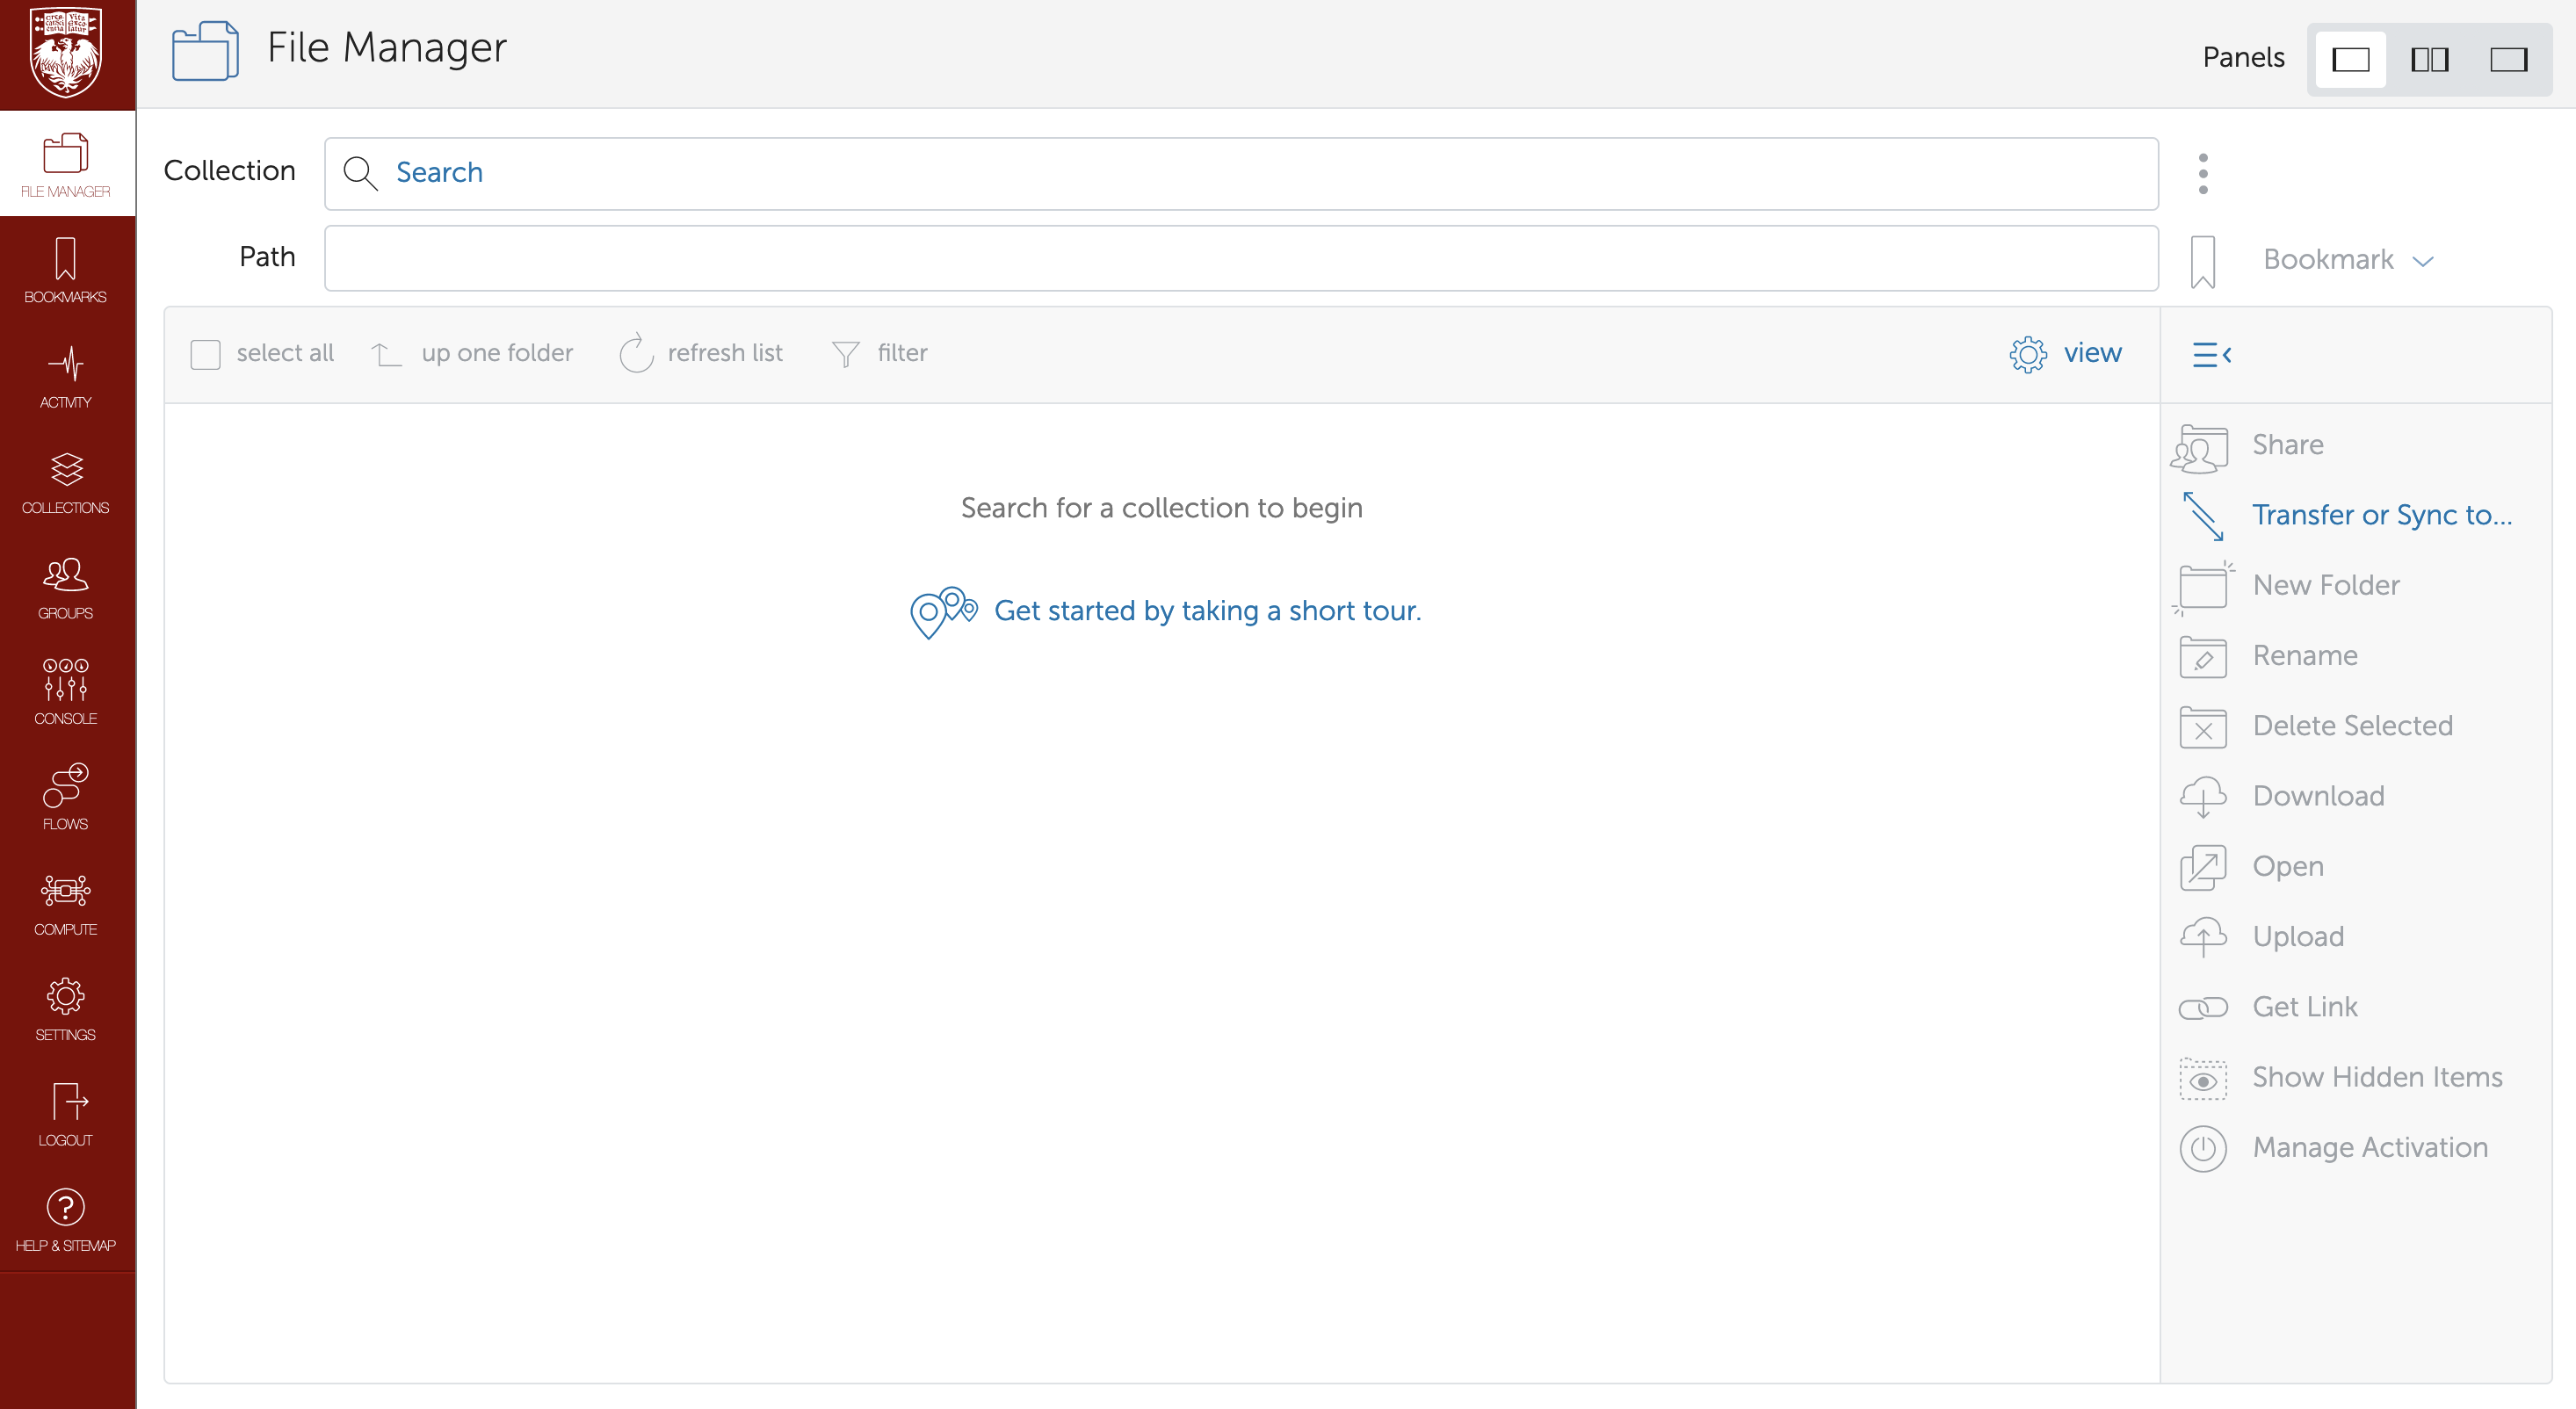 File Manager
Panels
FILE MANAGER
BOOKMARKS
ACTIVITY
COLLECTIONS
GROUPS
CONSOLE
FLOWS
COMPUTE
SETTINGS
LOGOUT
HELP & SITEMAP
Collection
Search
Path
Bookmark
select all
up one folder
refresh list
filter
view
Search for a collection to begin
Get started by taking a short tour.
Share
Transfer or Sync to...
New Folder
Rename
Delete Selected
Download
Open
Upload
Get Link
Show Hidden Items
Manage Activation